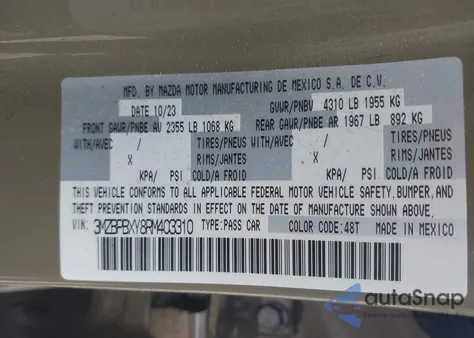 MFD. BY MAZDA MOTOR MANUFACTURING DE MEXICO S.A. DE C.V.
DATE 10/23 GVWR/PNBV 4310 LB 1955 KG
FRONT GAWR/PNBE AV 2355 LB 1068 KG REAR GAWR/PNBE AR 1967 LB 892 KG
WITH/AVEC / TIRES/PNEUS WITH/AVEC / TIRES/PNEUS
X RIMS/JANTES X RIMS/JANTES
KPA/ PSI COLD/A FROID KPA/ PSI COLD/A FROID
THIS VEHICLE CONFORMS TO ALL APPLICABLE FEDERAL MOTOR VEHICLE SAFETY, BUMPER, AND
THEFT PREVENTION STANDARDS IN EFFECT ON THE DATE OF MANUFACTURE SHOWN ABOVE.
VIN: 3MZBPBXY8RM403310 TYPE: PASS CAR COLOR CODE: 48T MADE IN MEXICO
autoSnap